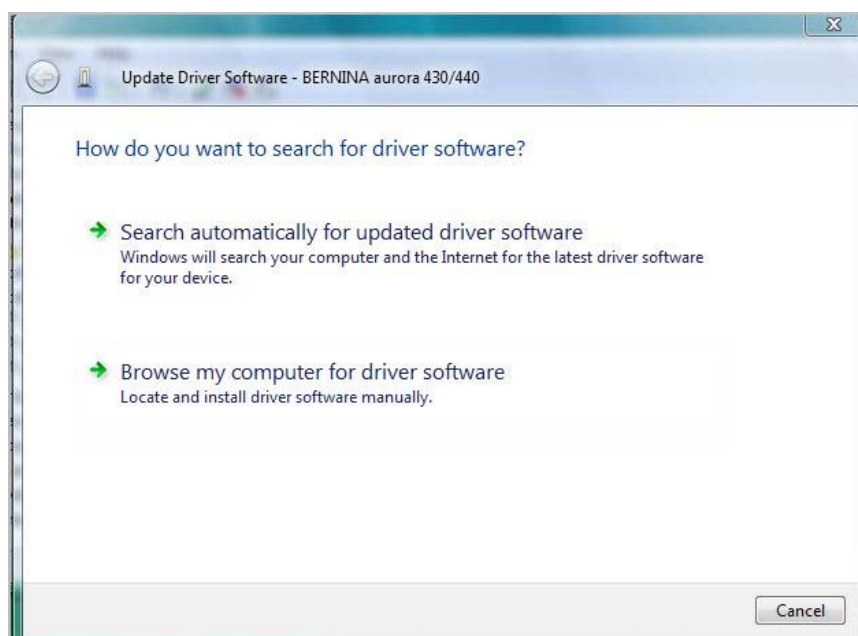 Update Driver Software - BERNINA aurora 430/440
How do you want to search for driver software?
Search automatically for updated driver software
Windows will search your computer and the Internet for the latest driver software
for your device.
Browse my computer for driver software
Locate and install driver software manually.
Cancel